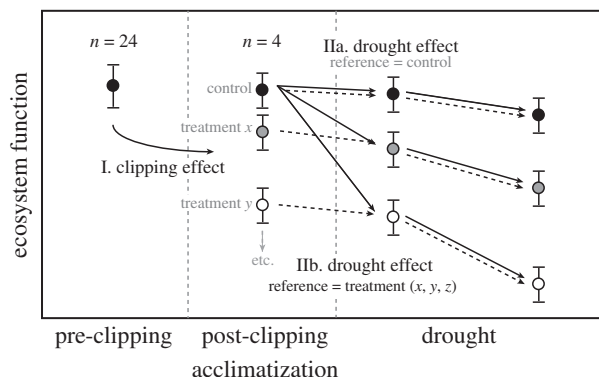 n = 24
n = 4
IIa. drought effect
reference = control
control
treatment x
I. clipping effect
treatment y
etc.
IIb. drought effect
reference = treatment (x, y, z)
ecosystem function
pre-clipping
post-clipping
drought
acclimatization